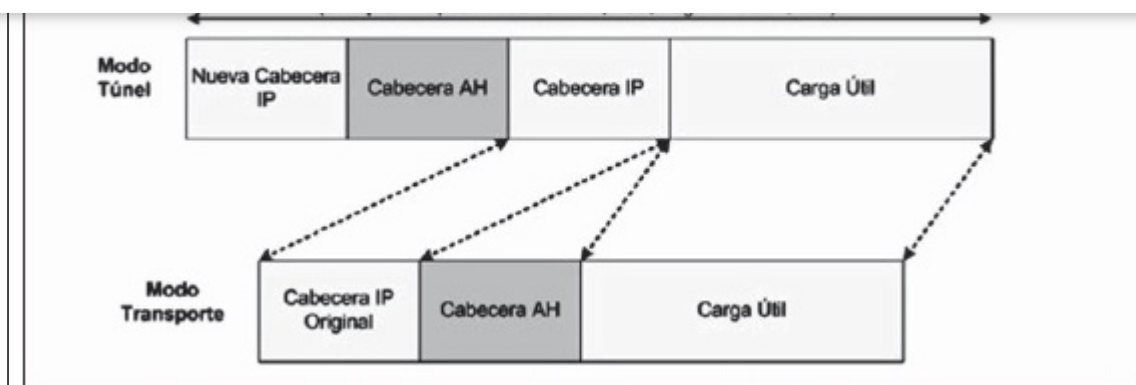 Modo
Túnel
Nueva Cabecera
IP
Cabecera AH
Cabecera IP
Carga Útil
Modo
Transporte
Cabecera IP
Original
Cabecera AH
Carga Útil